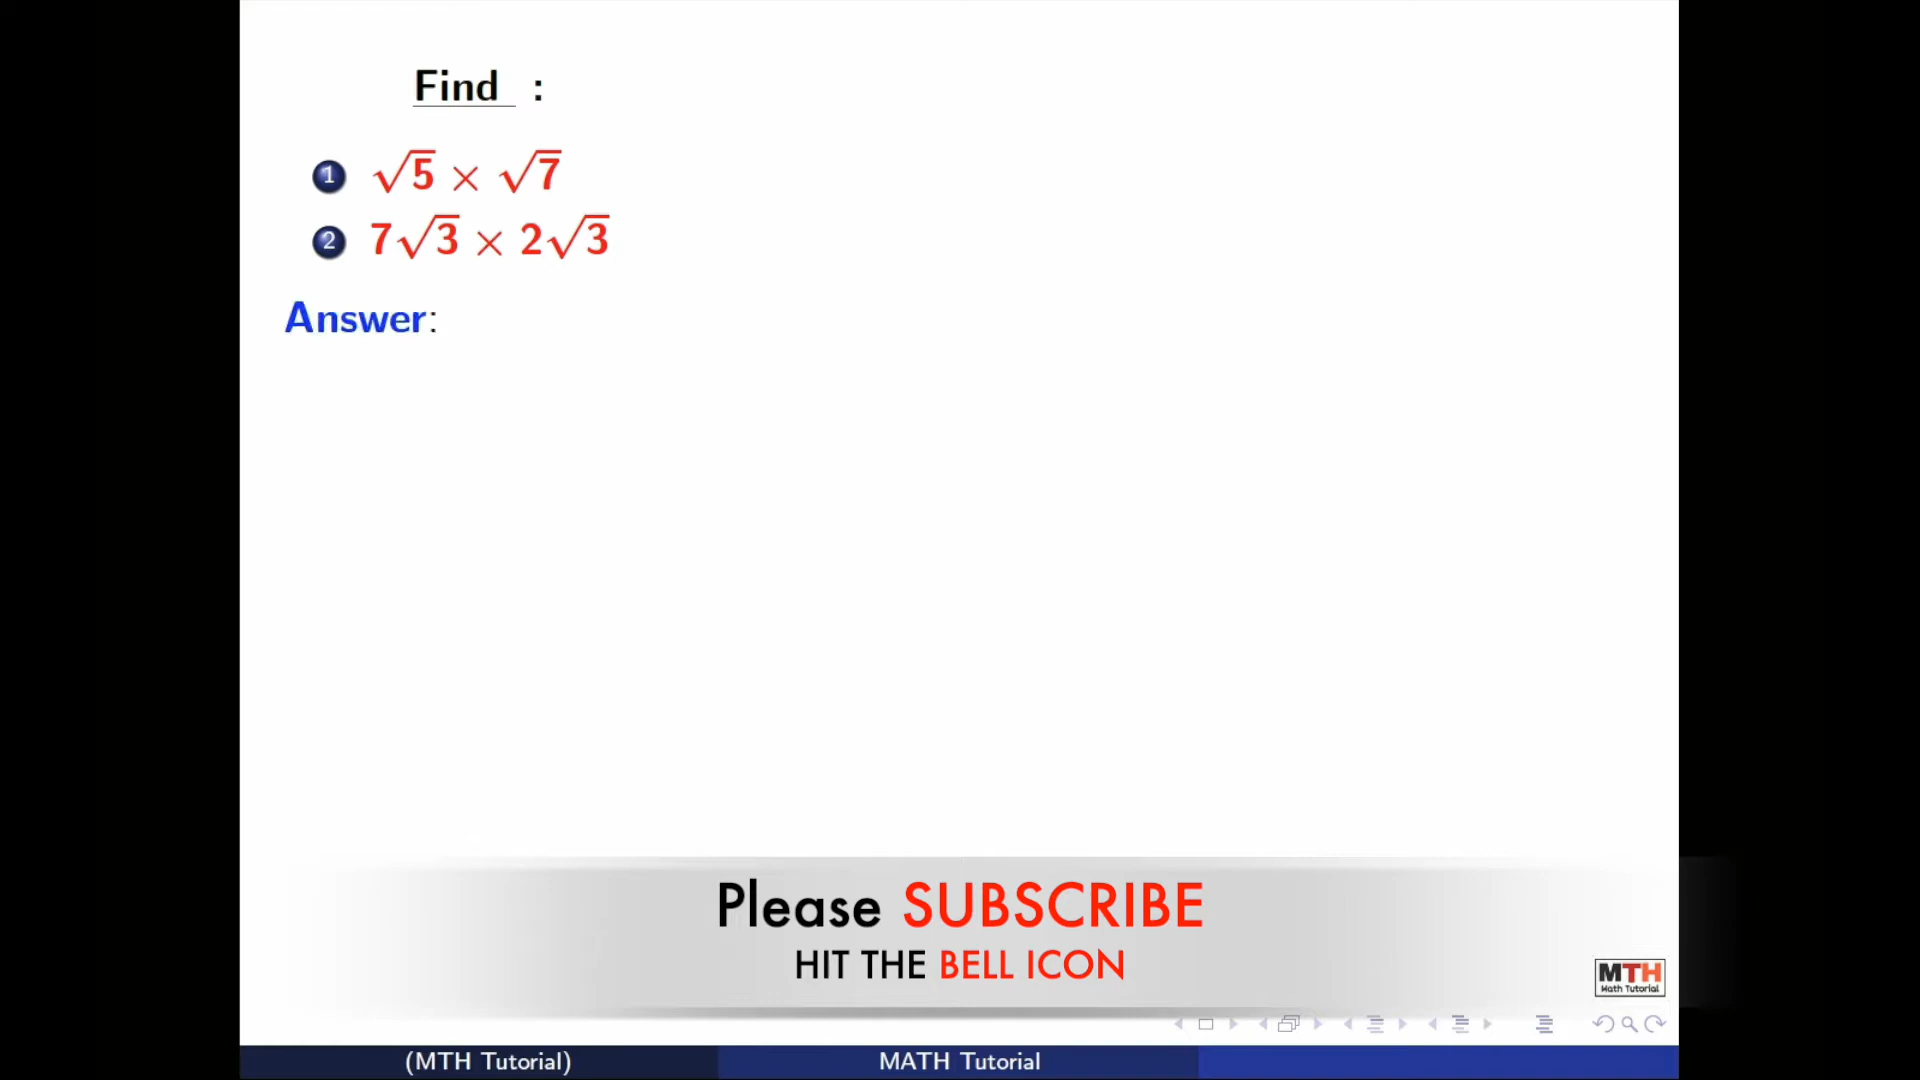 Find :
1 √5 × √7
2 7√3 × 2√3
Answer:
Please SUBSCRIBE
HIT THE BELL ICON
MTH
Math Tutorial
(MTH Tutorial) MATH Tutorial